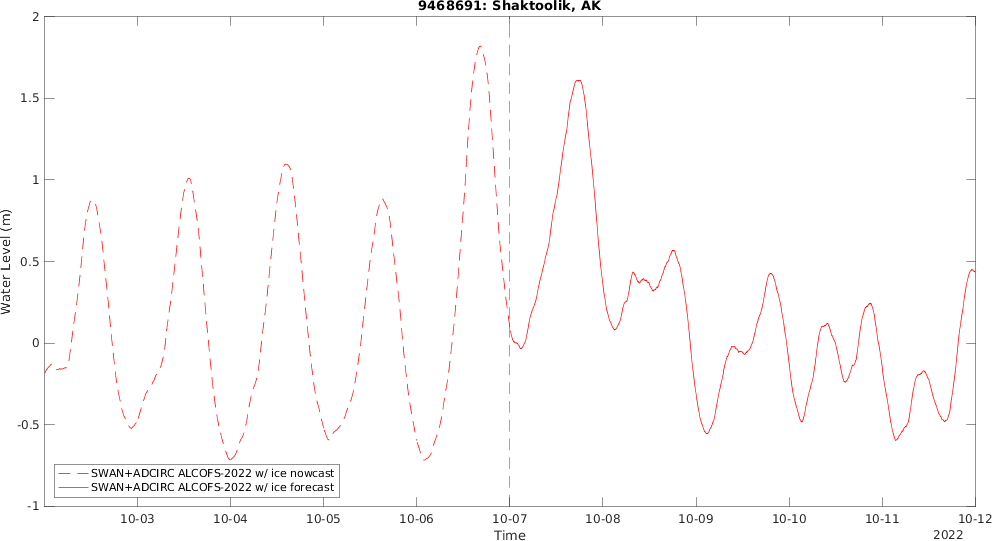 9468691: Shaktoolik, AK
2
1.5
1
0.5
0
-0.5
-1
Water Level (m)
SWAN+ADCIRC ALCOFS-2022 w/ ice nowcast
SWAN+ADCIRC ALCOFS-2022 w/ ice forecast
10-03 10-04 10-05 10-06 10-07 10-08 10-09 10-10 10-11 10-12
Time
2022